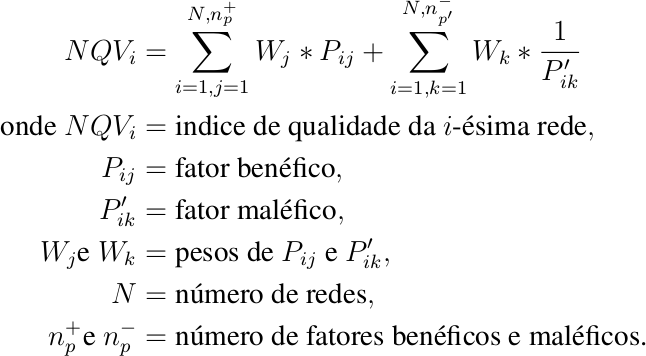 NQV_i = \sum_{i=1,j=1}^{N,n_p^+} W_j * P_{ij} + \sum_{i=1,k=1}^{N,n_{p'}^-} W_k * \frac{1}{P'_{ik}}
onde NQV_i = indice de qualidade da i-ésima rede,
P_{ij} = fator benéfico,
P'_{ik} = fator maléfico,
W_j e W_k = pesos de P_{ij} e P'_{ik},
N = número de redes,
n_p^+ e n_p^- = número de fatores benéficos e maléficos.